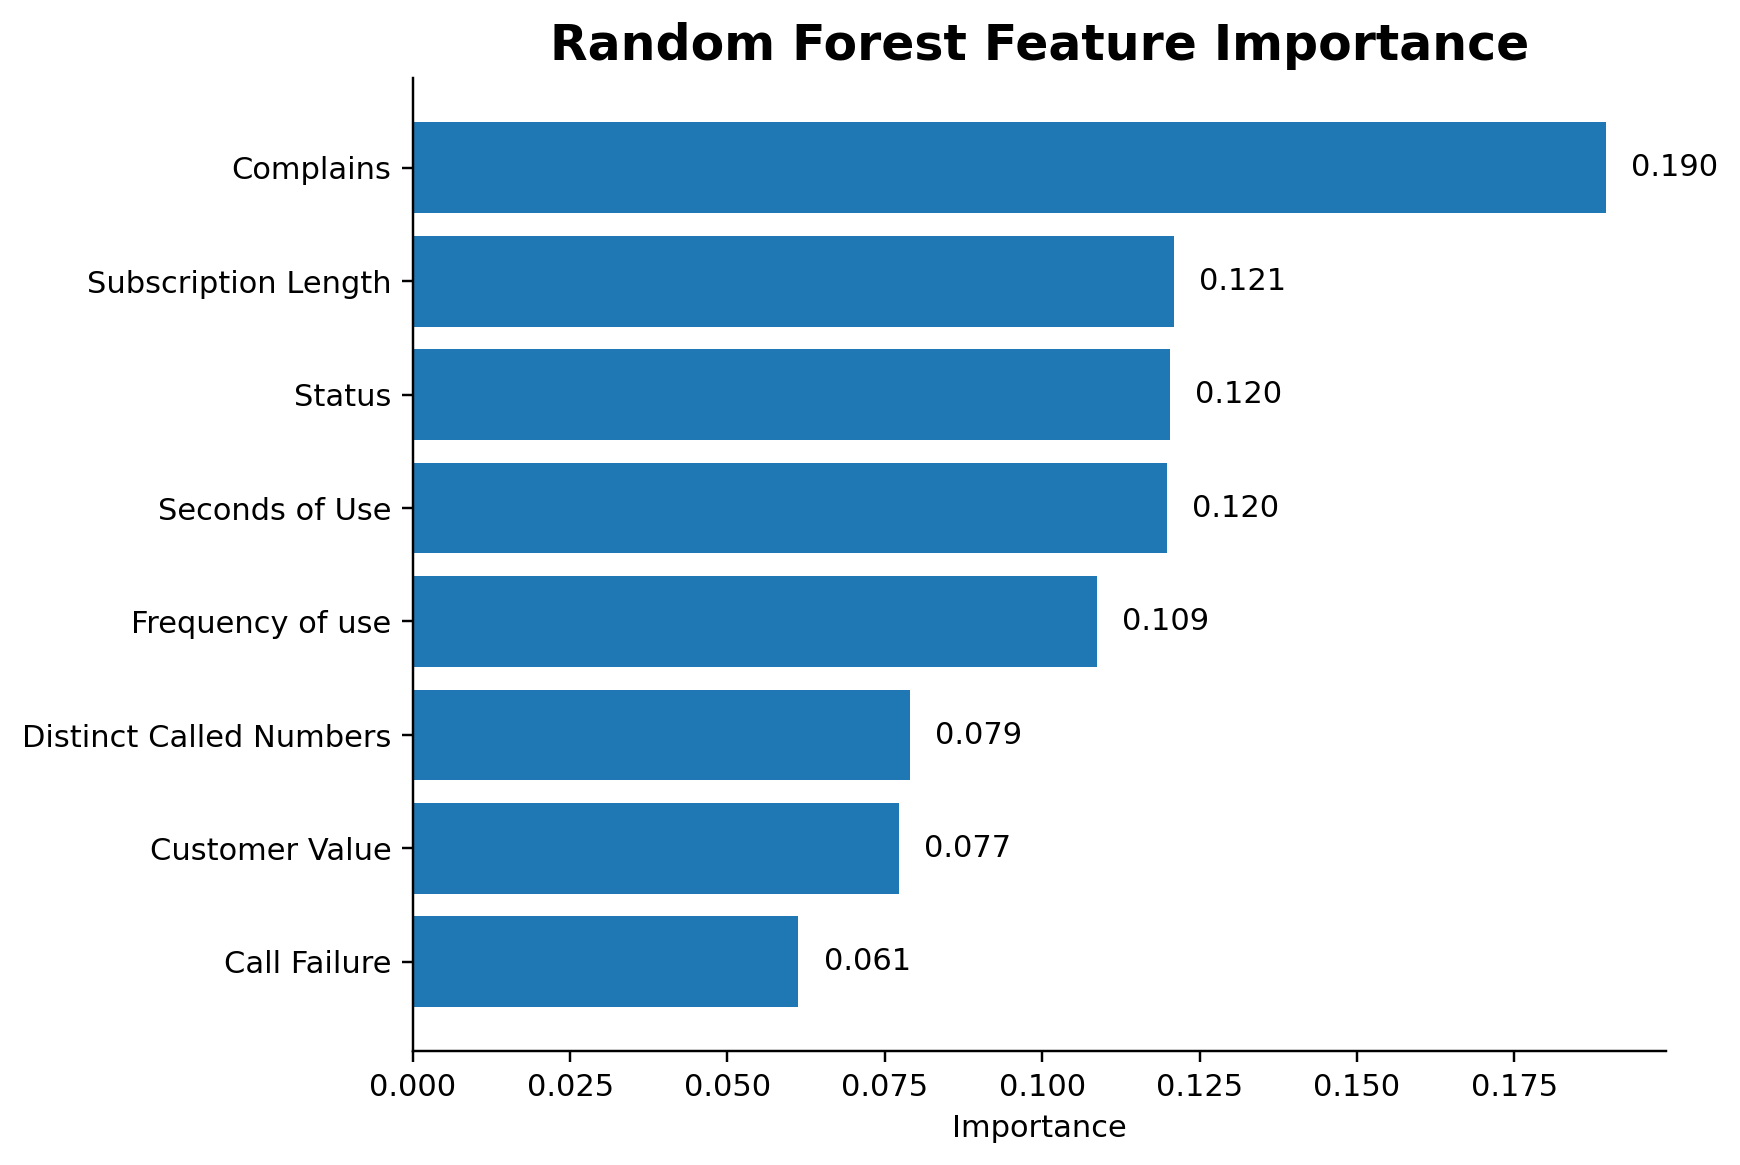 Random Forest Feature Importance
Complains 0.190
Subscription Length 0.121
Status 0.120
Seconds of Use 0.120
Frequency of use 0.109
Distinct Called Numbers 0.079
Customer Value 0.077
Call Failure 0.061
0.000 0.025 0.050 0.075 0.100 0.125 0.150 0.175
Importance